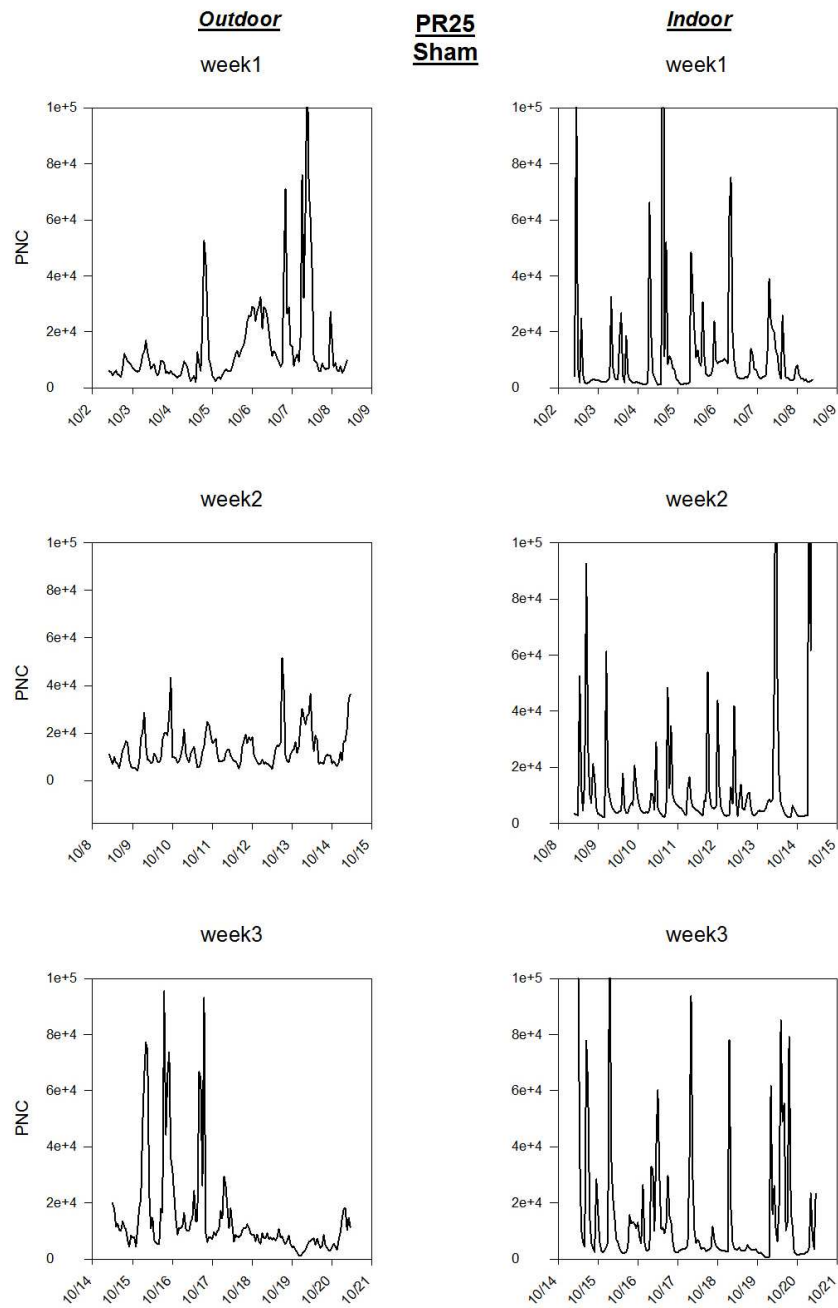 Outdoor
PR25
Sham
Indoor
week1
week1
PNC
1e+5
8e+4
6e+4
4e+4
2e+4
0
10/2
10/3
10/4
10/5
10/6
10/7
10/8
10/9
1e+5
8e+4
6e+4
4e+4
2e+4
0
10/2
10/3
10/4
10/5
10/6
10/7
10/8
10/9
week2
week2
PNC
1e+5
8e+4
6e+4
4e+4
2e+4
0
10/8
10/9
10/10
10/11
10/12
10/13
10/14
10/15
1e+5
8e+4
6e+4
4e+4
2e+4
0
10/8
10/9
10/10
10/11
10/12
10/13
10/14
10/15
week3
week3
PNC
1e+5
8e+4
6e+4
4e+4
2e+4
0
10/14
10/15
10/16
10/17
10/18
10/19
10/20
10/21
1e+5
8e+4
6e+4
4e+4
2e+4
0
10/14
10/15
10/16
10/17
10/18
10/19
10/20
10/21